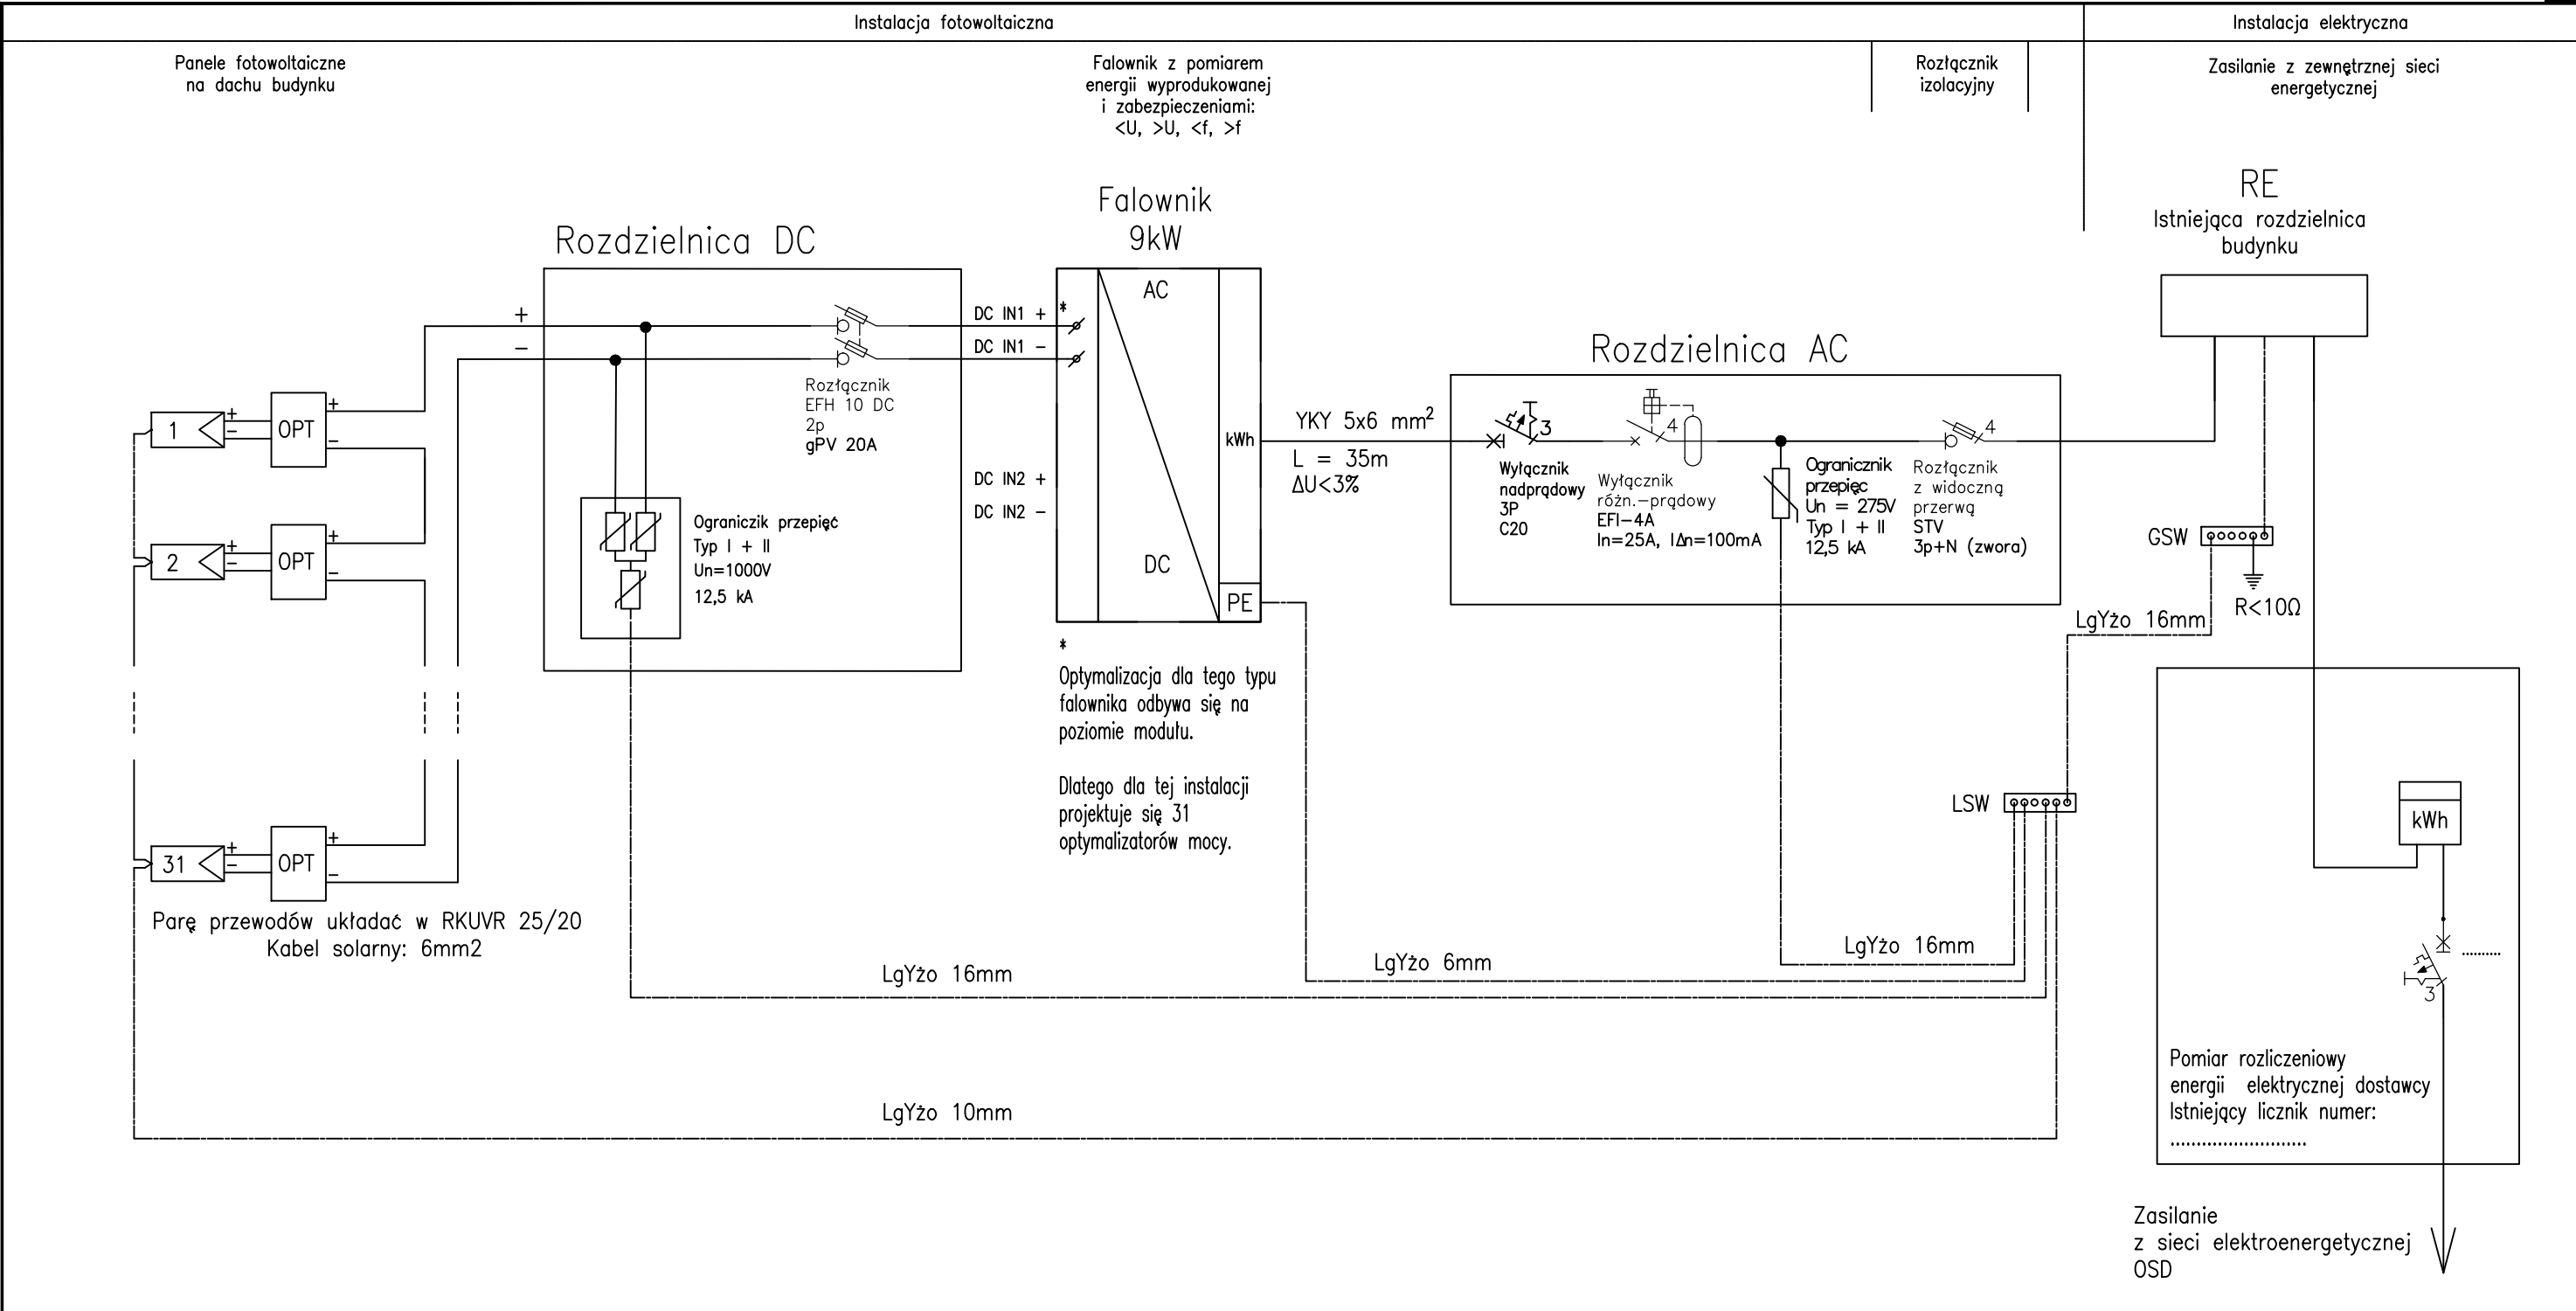 Instalacja fotowoltaiczna
Instalacja elektryczna
Panele fotowoltaiczne
na dachu budynku
Falownik z pomiarem
energii wyprodukowanej
i zabezpieczeniami:
<U, >U, <f, >f
Rozłącznik
izolacyjny
Zasilanie z zewnętrznej sieci
energetycznej
Rozdzielnica DC
+
−
Rozłącznik
EFH 10 DC
2p
gPV 20A
Ograniczik przepięć
Typ I + II
Un=1000V
12,5 kA
1
+
−
OPT
+
−
2
+
−
OPT
+
−
31
+
−
OPT
+
−
Parę przewodów układać w RKUVR 25/20
Kabel solarny: 6mm2
Falownik
9kW
DC IN1 +
DC IN1 −
DC IN2 +
DC IN2 −
*
AC
DC
kWh
PE
*
Optymalizacja dla tego typu
falownika odbywa się na
poziomie modułu.
Dlatego dla tej instalacji
projektuje się 31
optymalizatorów mocy.
YKY 5x6 mm²
L = 35m
ΔU<3%
Rozdzielnica AC
3
Wyłącznik
nadprądowy
3P
C20
4
Wyłącznik
różn.−prądowy
EFI−4A
In=25A, IΔn=100mA
Ogranicznik
przepięc
Un = 275V
Typ I + II
12,5 kA
4
Rozłącznik
z widoczną
przerwą
STV
3p+N (zwora)
RE
Istniejąca rozdzielnica
budynku
GSW
R<10Ω
LgYżo 16mm
LSW
LgYżo 16mm
LgYżo 6mm
LgYżo 16mm
LgYżo 10mm
kWh
..........
3
Pomiar rozliczeniowy
energii elektrycznej dostawcy
Istniejący licznik numer:
..........................
Zasilanie
z sieci elektroenergetycznej
OSD